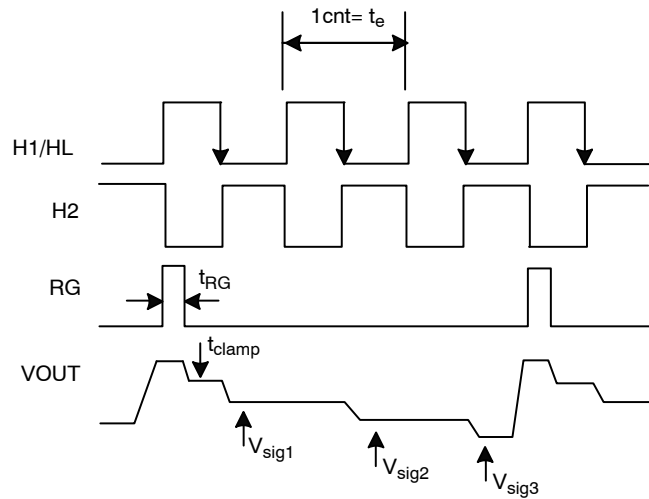 1cnt= te
H1/HL
H2
RG
tRG
tclamp
VOUT
Vsig1
Vsig2
Vsig3